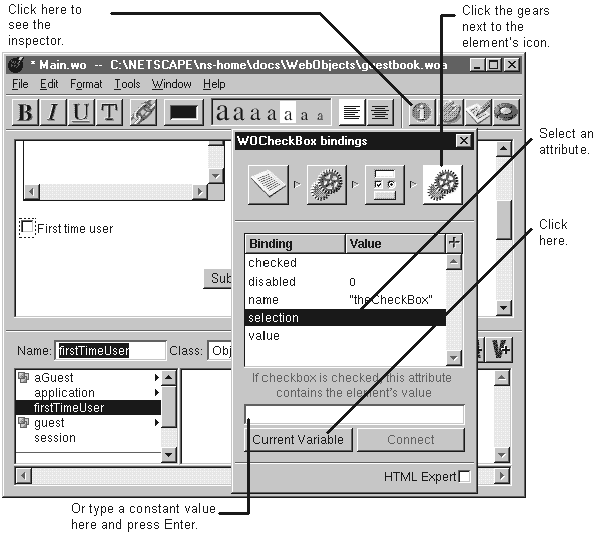 Click here to
see the
inspector.
Click the gears
next to the
element's icon.
* Main.wo -- C:\NETSCAPE\ns-home\docs\WebObjects\guestbook.woa
File Edit Format Tools Window Help
B I U T a a a a a a a
WOCheckBox bindings
Select an
attribute.
First time user
Click
here.
Binding Value
checked
disabled 0
name "theCheckBox"
selection
value
Sub
Name: firstTimeUser Class: Obj
V+
If checkbox is checked, this attribute
contains the element's value
aGuest
application
firstTimeUser
guest
session
Current Variable Connect
HTML Expert
Or type a constant value
here and press Enter.